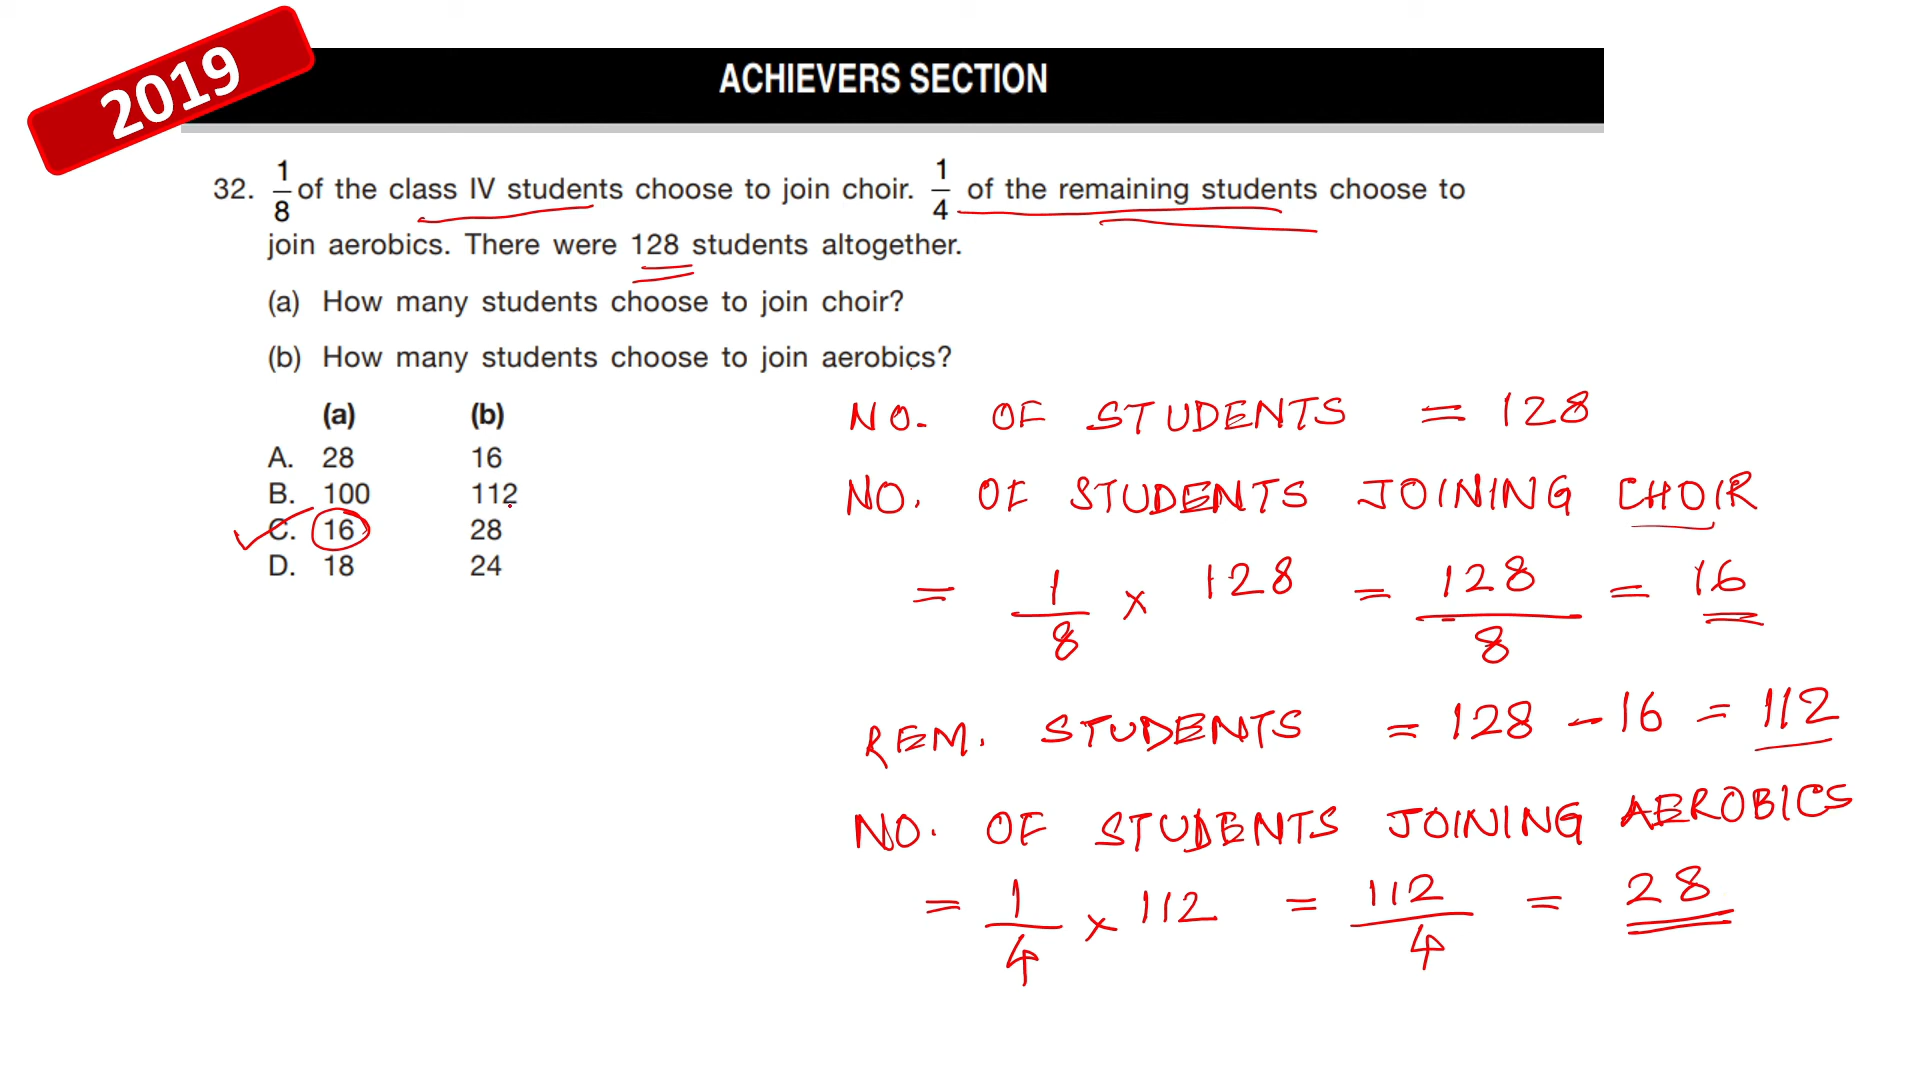 2019
ACHIEVERS SECTION
32. 1/8 of the class IV students choose to join choir. 1/4 of the remaining students choose to
join aerobics. There were 128 students altogether.
(a) How many students choose to join choir?
(b) How many students choose to join aerobics?
(a) (b)
A. 28 16
B. 100 112
C. 16 28
D. 18 24
NO. OF STUDENTS = 128
NO. OF STUDENTS JOINING CHOIR
= 1/8 × 128 = 128/8 = 16
REM. STUDENTS = 128 - 16 = 112
NO. OF STUDENTS JOINING AEROBICS
= 1/4 × 112 = 112/4 = 28